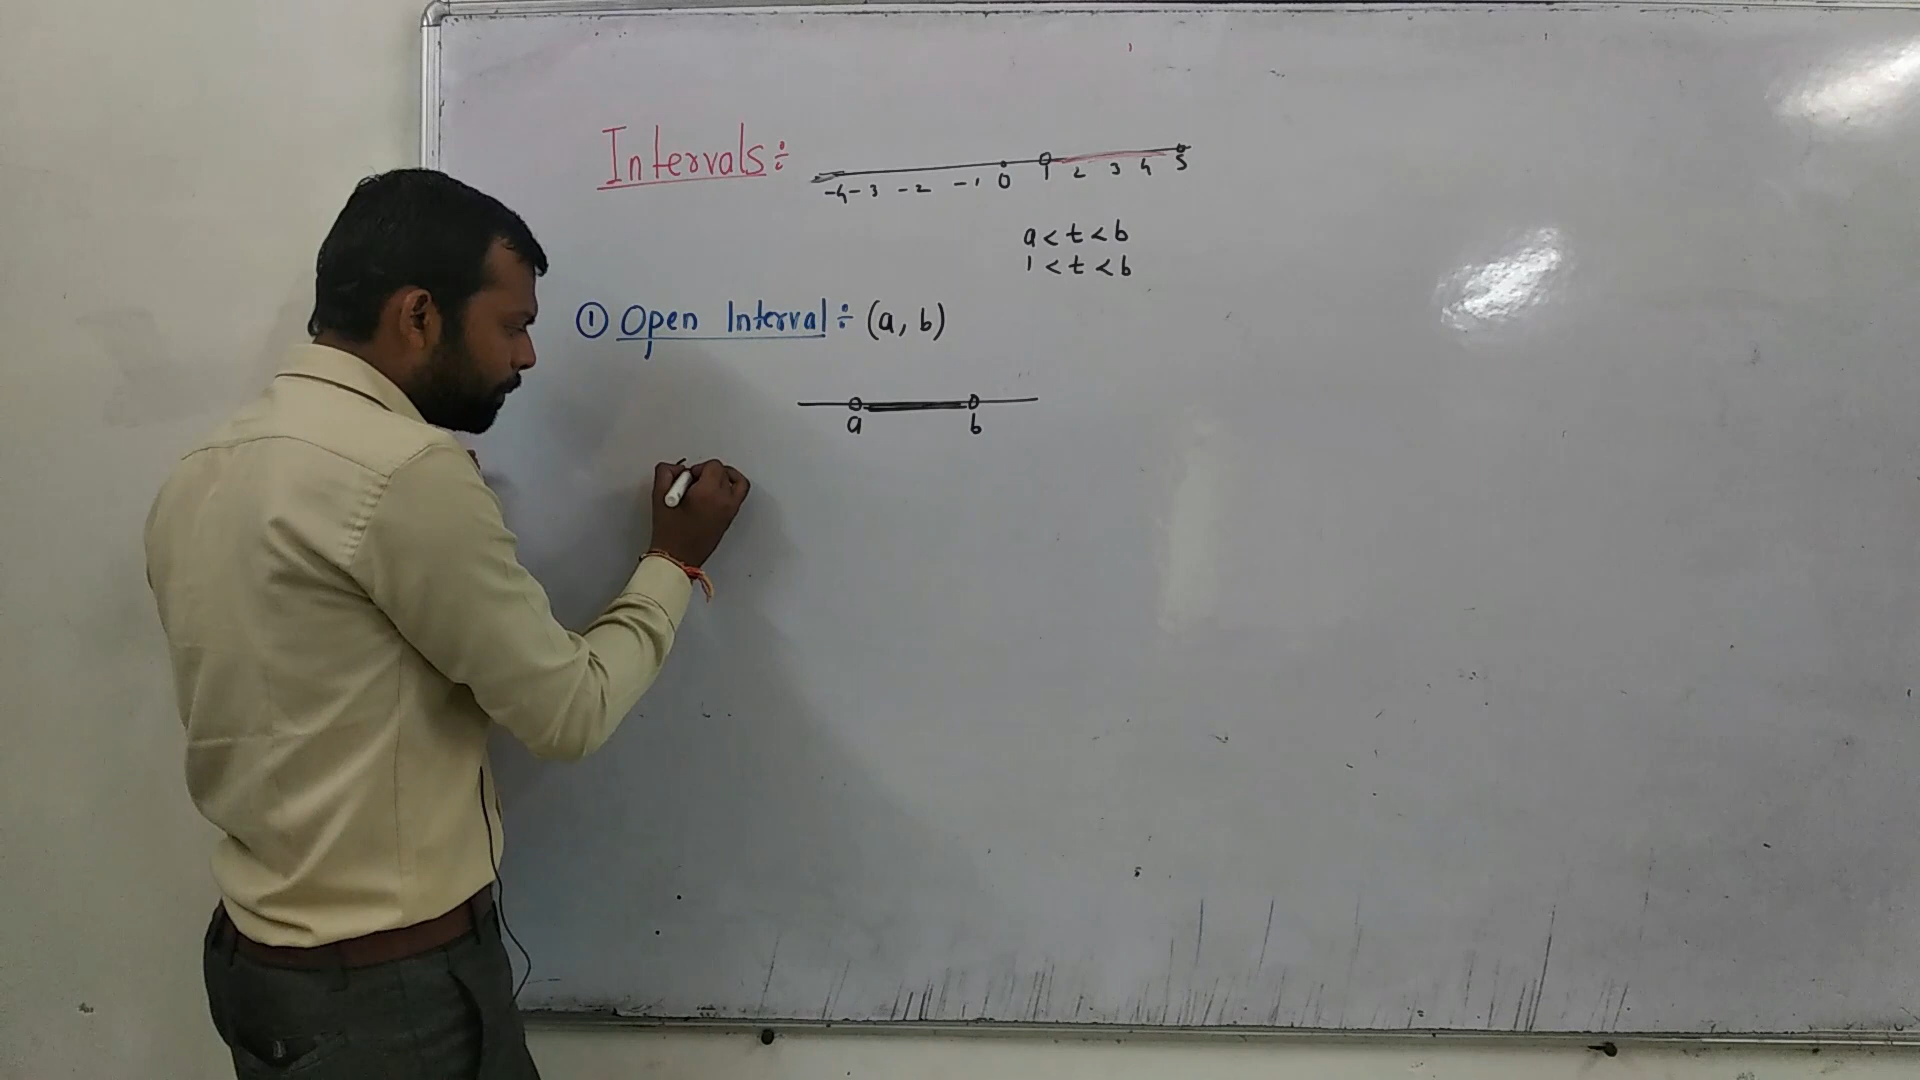 Intervals÷
-4 -3 -2 -1 0 1 2 3 4 5
a < t < b
1 < t < b
① Open Interval ÷ (a, b)
a b